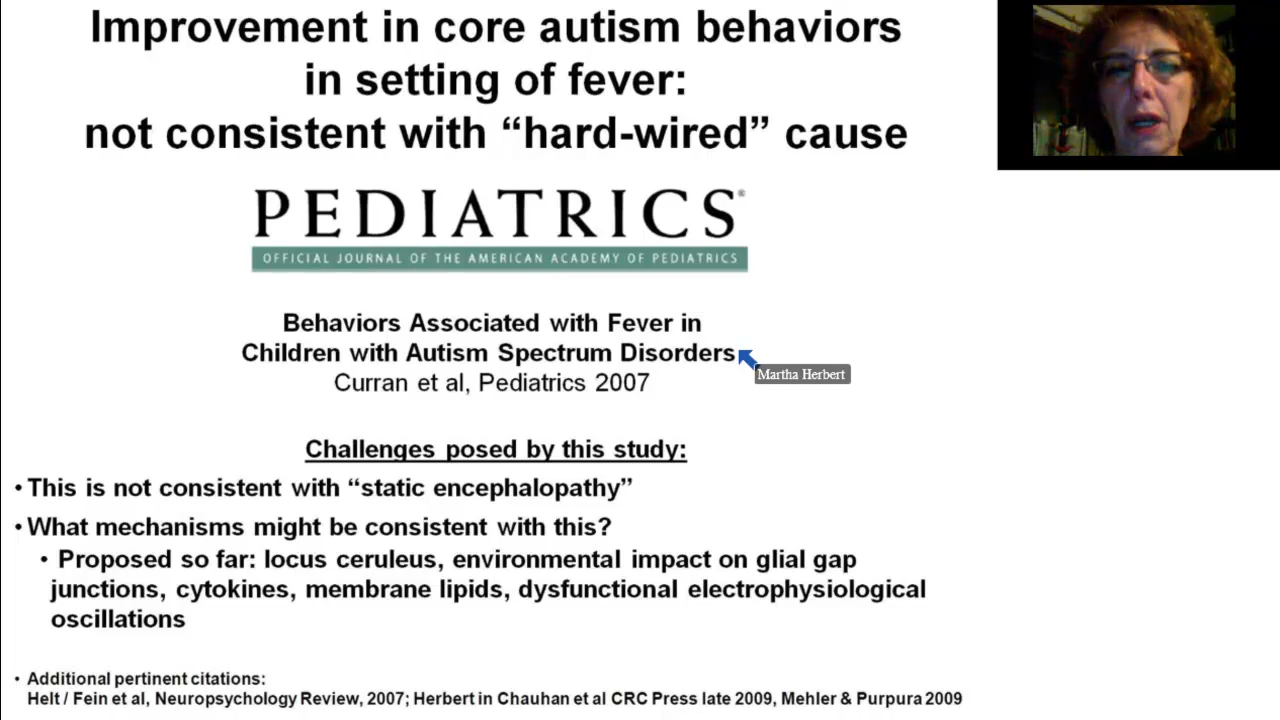 Improvement in core autism behaviors
in setting of fever:
not consistent with “hard-wired” cause
PEDIATRICS®
OFFICIAL JOURNAL OF THE AMERICAN ACADEMY OF PEDIATRICS
Behaviors Associated with Fever in
Children with Autism Spectrum Disorders
Martha Herbert
Curran et al, Pediatrics 2007
Challenges posed by this study:
• This is not consistent with “static encephalopathy”
• What mechanisms might be consistent with this?
• Proposed so far: locus ceruleus, environmental impact on glial gap
junctions, cytokines, membrane lipids, dysfunctional electrophysiological
oscillations
• Additional pertinent citations:
Helt / Fein et al, Neuropsychology Review, 2007; Herbert in Chauhan et al CRC Press late 2009, Mehler & Purpura 2009